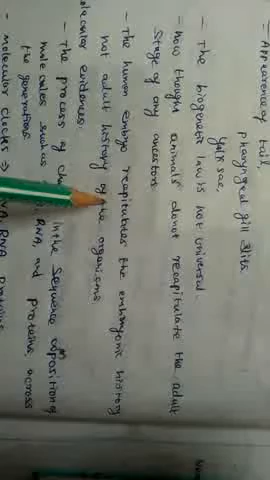 - Appearance of tail,
pharyngeal gill slits
yolk sac,
- The biogenetic law is not universal.
- Now thought animals donot recapitulate the adult
stage of any ancestors
- The human embryo reapitulates the embryonic history
not adult history of the organisms
molecular evidences:
- The process of in the sequence of
molecules such as RNA and proteins, across
the generations.
- molecular clocks ⇒ RNA, proteins